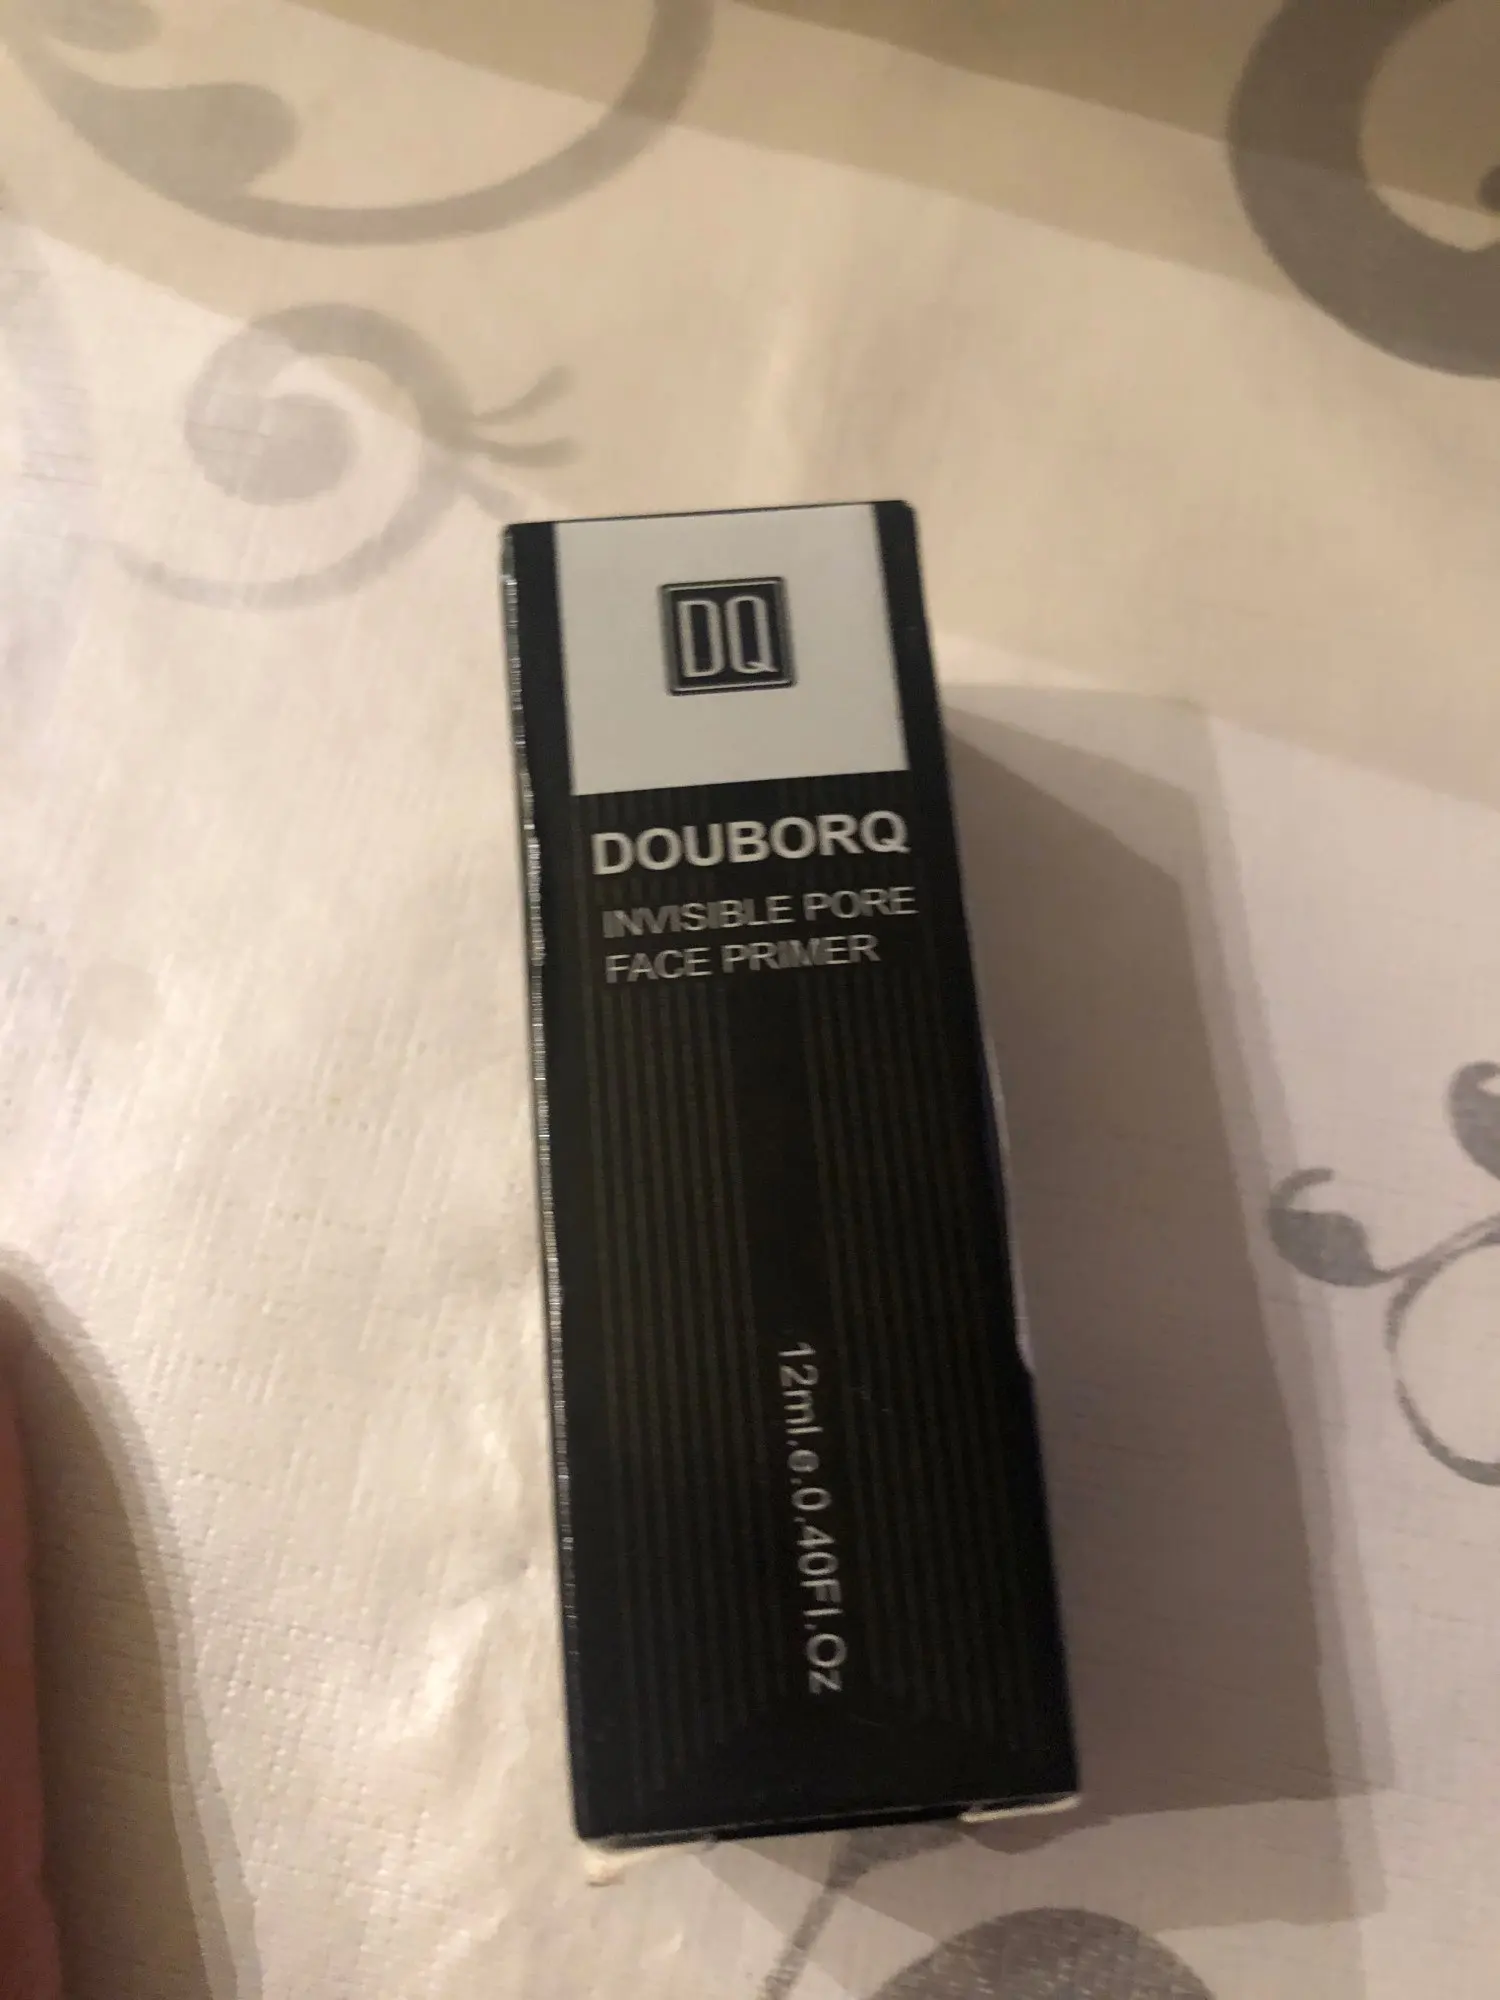 DQ
DOUBORQ
INVISIBLE PORE
FACE PRIMER
12ml.e.0.40Fl.Oz